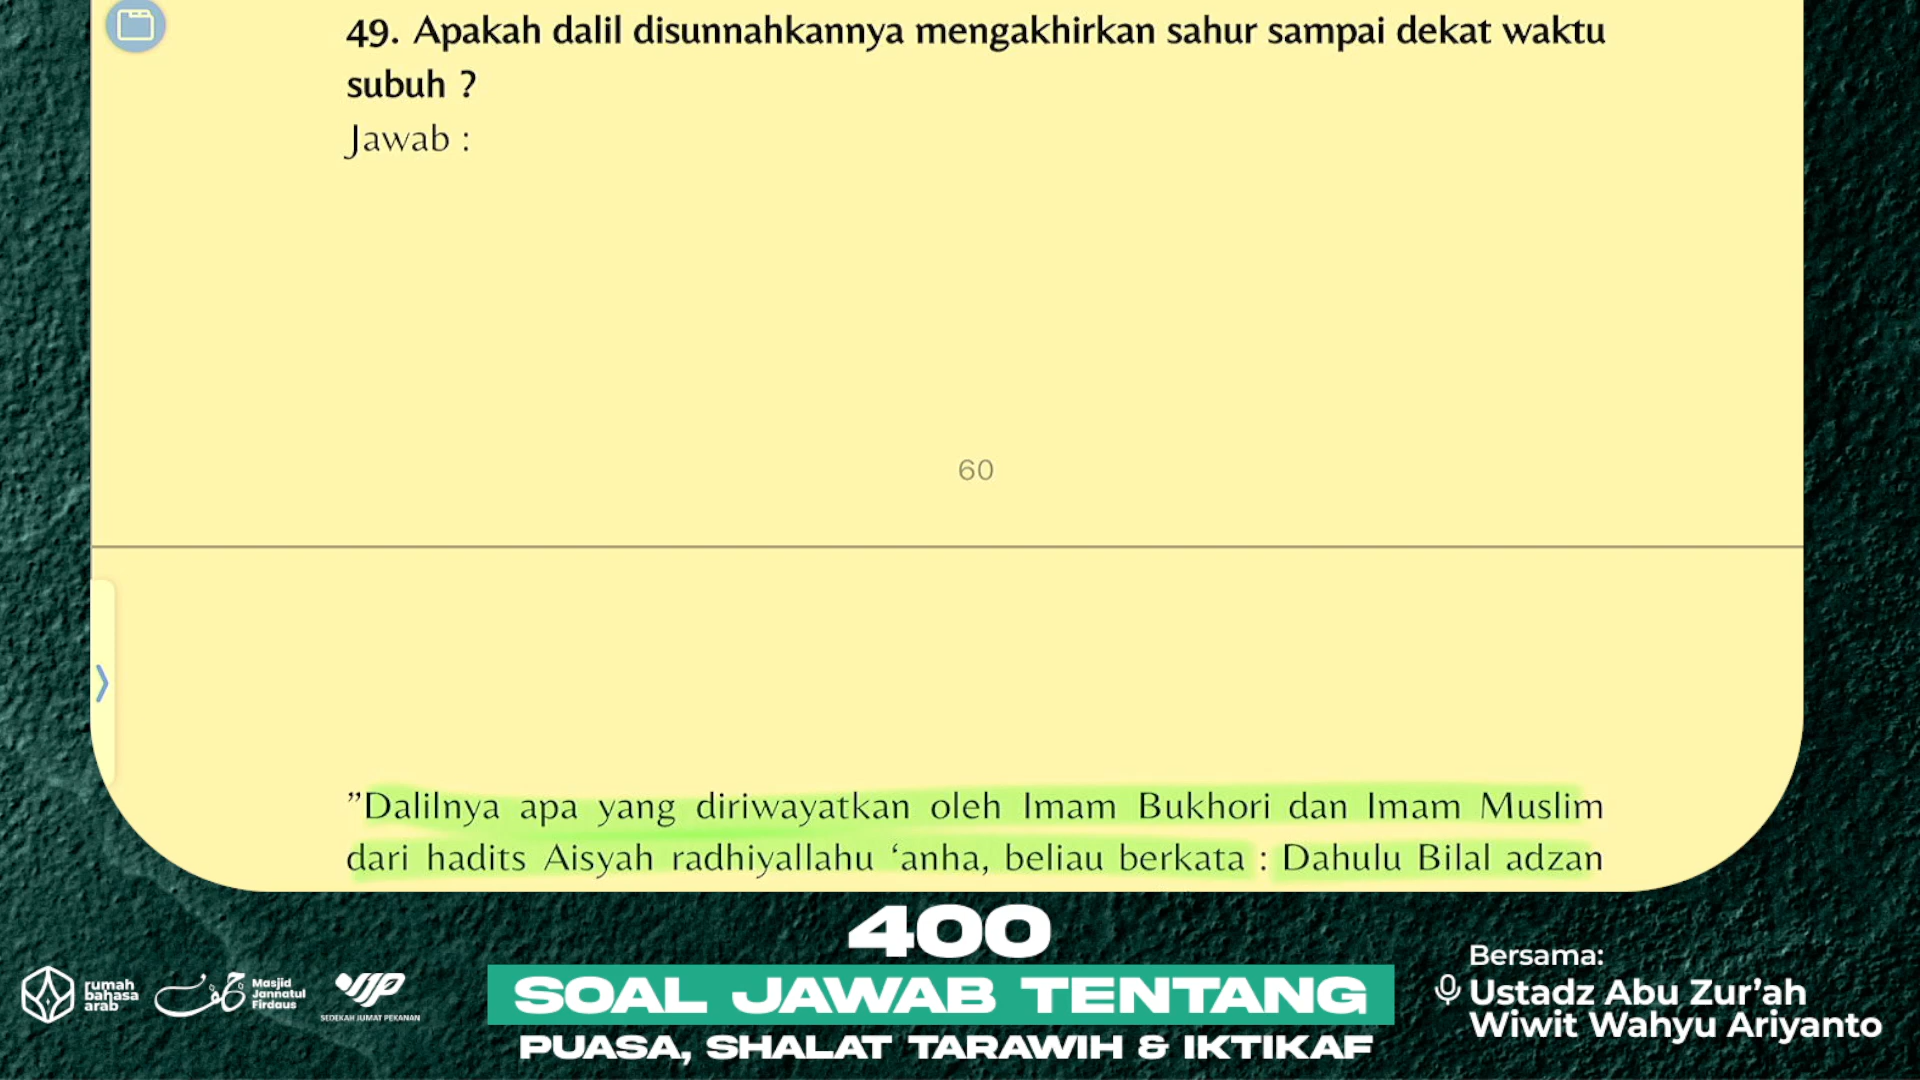 49. Apakah dalil disunnahkannya mengakhirkan sahur sampai dekat waktu
subuh ?
Jawab :
60
”Dalilnya apa yang diriwayatkan oleh Imam Bukhori dan Imam Muslim
dari hadits Aisyah radhiyallahu ‘anha, beliau berkata : Dahulu Bilal adzan
rumah
bahasa
arab
Masjid
Jannatul
Firdaus
SJP
SEDEKAH JUMAT PEKANAN
400
SOAL JAWAB TENTANG
PUASA, SHALAT TARAWIH & IKTIKAF
Bersama:
Ustadz Abu Zur’ah
Wiwit Wahyu Ariyanto